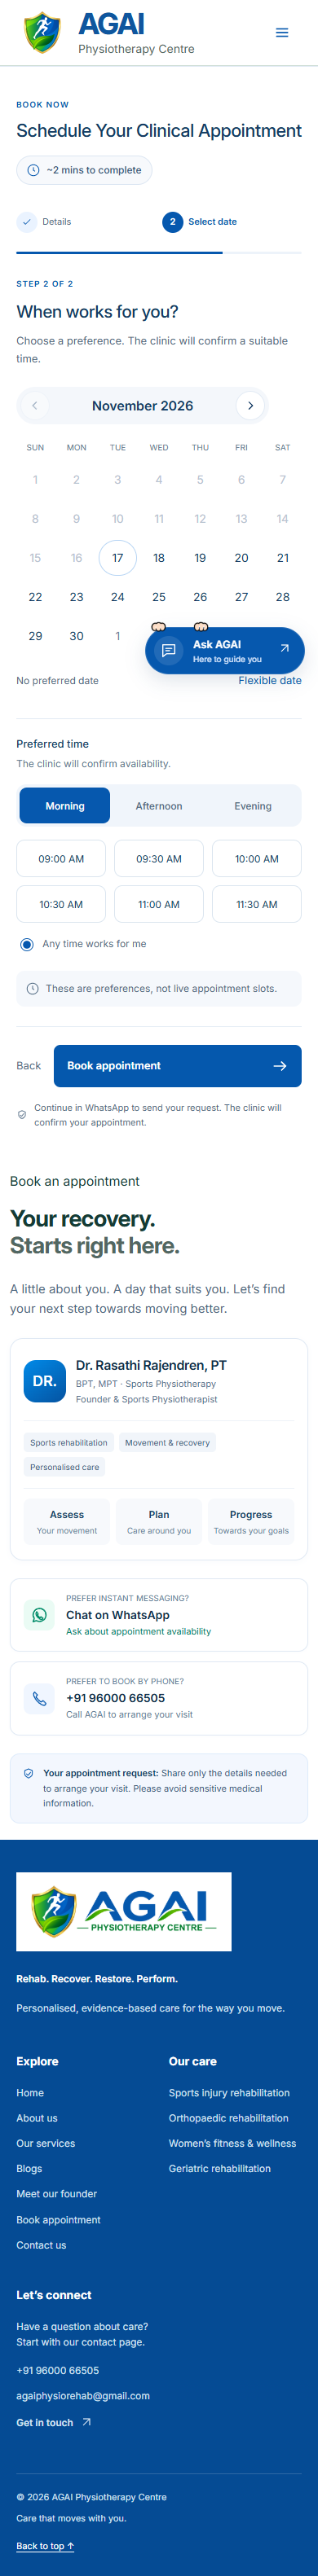 AGAI
Physiotherapy Centre
BOOK NOW
Schedule Your Clinical Appointment
~2 mins to complete
Details
2 Select date
STEP 2 OF 2
When works for you?
Choose a preference. The clinic will confirm a suitable
time.
November 2026
SUN MON TUE WED THU FRI SAT
1 2 3 4 5 6 7
8 9 10 11 12 13 14
15 16 17 18 19 20 21
22 23 24 25 26 27 28
29 30 1
Ask AGAI
Here to guide you
No preferred date Flexible date
Preferred time
The clinic will confirm availability.
Morning Afternoon Evening
09:00 AM 09:30 AM 10:00 AM
10:30 AM 11:00 AM 11:30 AM
Any time works for me
These are preferences, not live appointment slots.
Back Book appointment
Continue in WhatsApp to send your request. The clinic will
confirm your appointment.
Book an appointment
Your recovery.
Starts right here.
A little about you. A day that suits you. Let’s find
your next step towards moving better.
DR.
Dr. Rasathi Rajendren, PT
BPT, MPT · Sports Physiotherapy
Founder & Sports Physiotherapist
Sports rehabilitation Movement & recovery
Personalised care
Assess Plan Progress
Your movement Care around you Towards your goals
PREFER INSTANT MESSAGING?
Chat on WhatsApp
Ask about appointment availability
PREFER TO BOOK BY PHONE?
+91 96000 66505
Call AGAI to arrange your visit
Your appointment request: Share only the details needed
to arrange your visit. Please avoid sensitive medical
information.
AGAI
PHYSIOTHERAPY CENTRE
Rehab. Recover. Restore. Perform.
Personalised, evidence-based care for the way you move.
Explore
Home
About us
Our services
Blogs
Meet our founder
Book appointment
Contact us
Our care
Sports injury rehabilitation
Orthopaedic rehabilitation
Women’s fitness & wellness
Geriatric rehabilitation
Let’s connect
Have a question about care?
Start with our contact page.
+91 96000 66505
agaiphysiorehab@gmail.com
Get in touch
© 2026 AGAI Physiotherapy Centre
Care that moves with you.
Back to top ↑